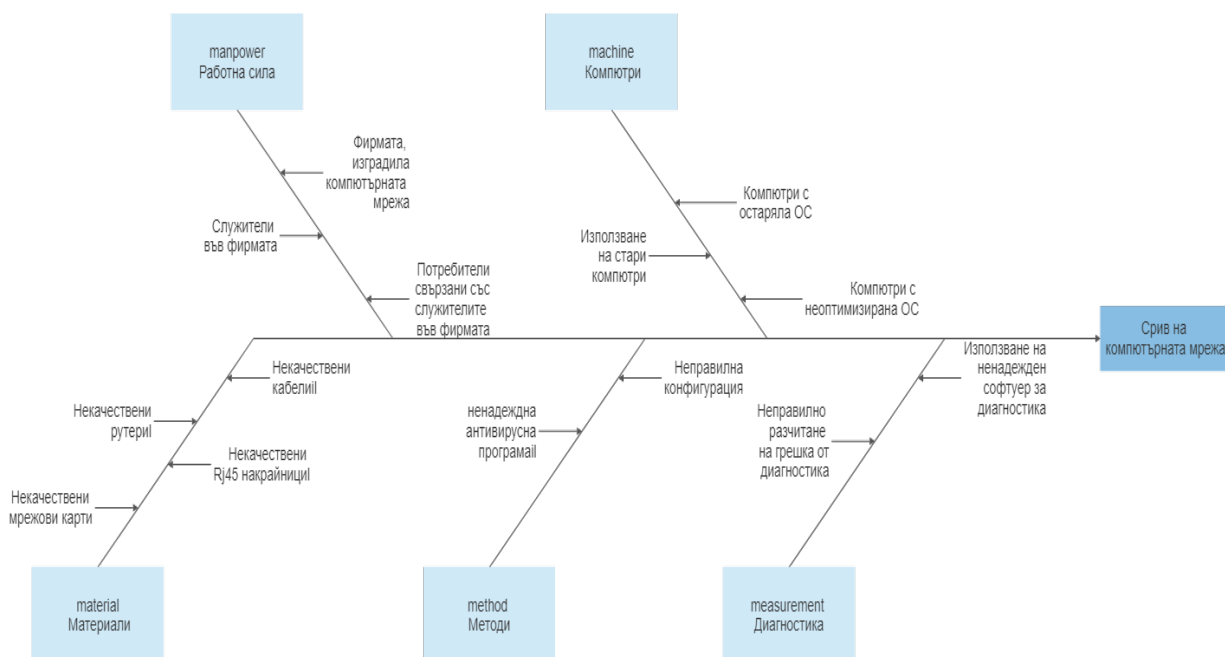 manpower
Работна сила
machine
Компютри
Фирмата,
изградила
компютърната
мрежа
Служители
във фирмата
Потребители
свързани със
служителите
във фирмата
Компютри с
остаряла ОС
Използване
на стари
компютри
Компютри с
неоптимизирана ОС
Срив на
компютърната мрежа
Некачествени
кабелиl
Некачествени
рутериl
Некачествени
Rj45 накрайнициl
Некачествени
мрежови карти
Неправилна
конфигурация
ненадеждна
антивирусна
програмаil
Използване на
ненадежден
софтуер за
диагностика
Неправилно
разчитане
на грешка от
диагностика
material
Материали
method
Методи
measurement
Диагностика